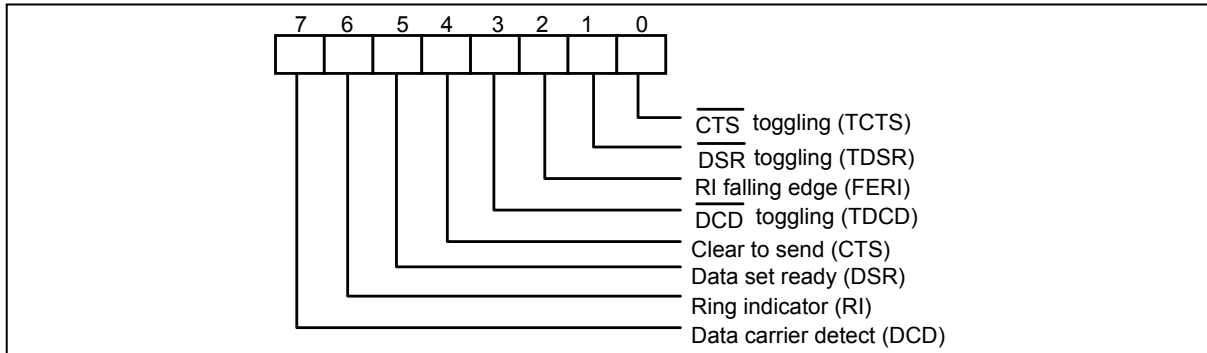 7 6 5 4 3 2 1 0
CTS toggling (TCTS)
DSR toggling (TDSR)
RI falling edge (FERI)
DCD toggling (TDCD)
Clear to send (CTS)
Data set ready (DSR)
Ring indicator (RI)
Data carrier detect (DCD)